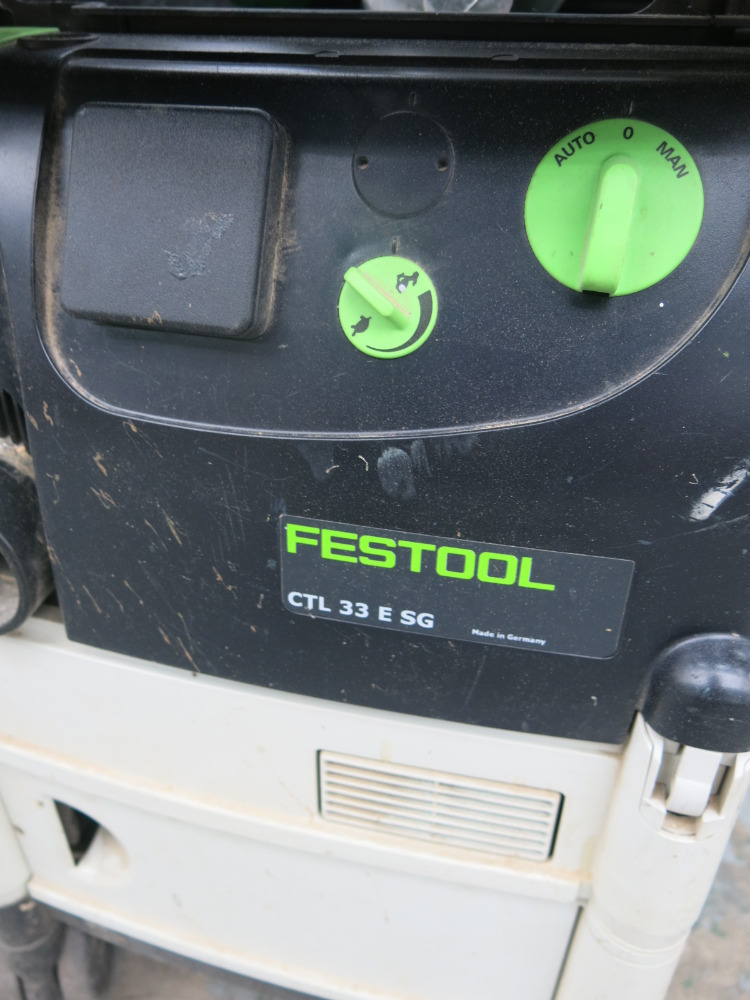 AUTO 0 MAN
FESTOOL
CTL 33 E SG
Made in Germany